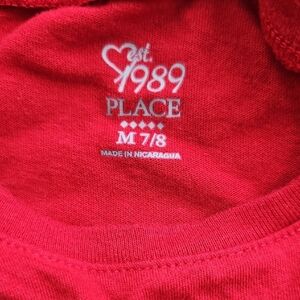 est.
1989
PLACE
M 7/8
MADE IN NICARAGUA